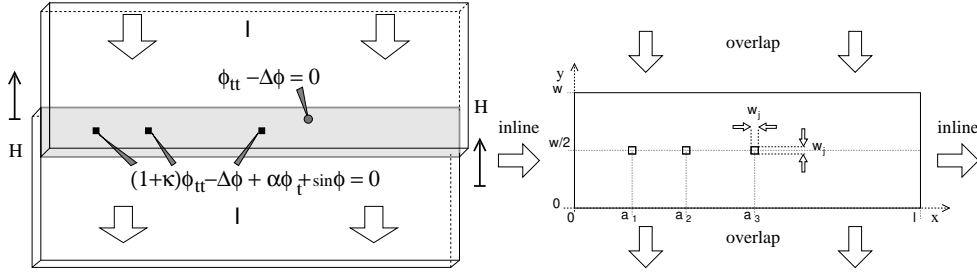 I
ϕtt −Δϕ = 0
H
H
(1+κ)ϕtt−Δϕ + αϕt+sinϕ = 0
I
overlap
y
w
inline
inline
wj
w/2
wj
0
0
a1
a2
a3
l
x
overlap